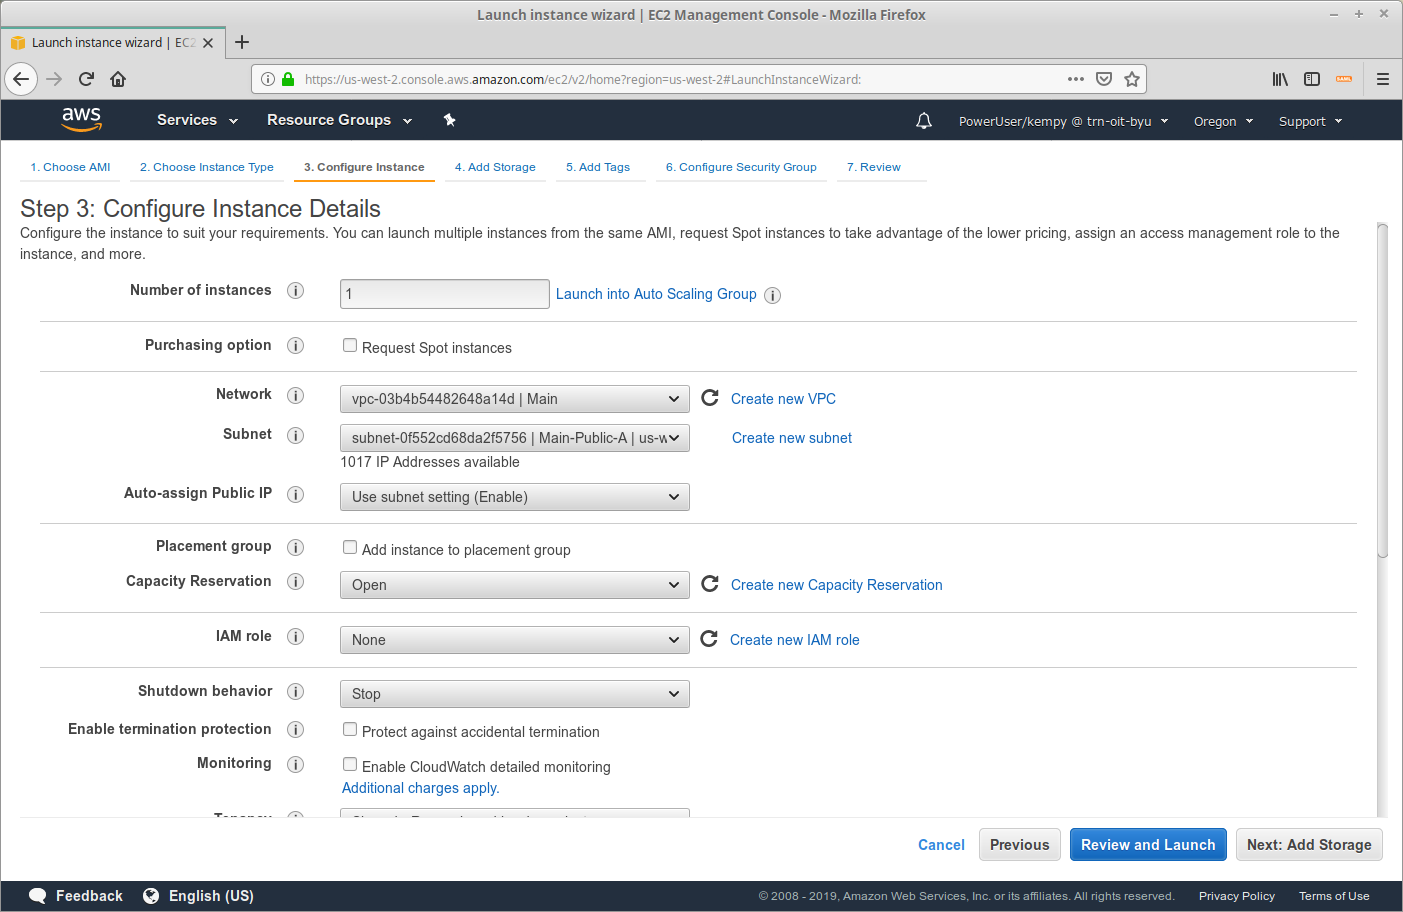 Launch instance wizard | EC2 Management Console - Mozilla Firefox
Launch instance wizard | EC2
https://us-west-2.console.aws.amazon.com/ec2/v2/home?region=us-west-2#LaunchInstanceWizard:
aws Services Resource Groups PowerUser/kempy @ trn-oit-byu Oregon Support
1. Choose AMI 2. Choose Instance Type 3. Configure Instance 4. Add Storage 5. Add Tags 6. Configure Security Group 7. Review
Step 3: Configure Instance Details
Configure the instance to suit your requirements. You can launch multiple instances from the same AMI, request Spot instances to take advantage of the lower pricing, assign an access management role to the
instance, and more.
Number of instances 1 Launch into Auto Scaling Group
Purchasing option Request Spot instances
Network vpc-03b4b54482648a14d | Main Create new VPC
Subnet subnet-0f552cd68da2f5756 | Main-Public-A | us-w Create new subnet
1017 IP Addresses available
Auto-assign Public IP Use subnet setting (Enable)
Placement group Add instance to placement group
Capacity Reservation Open Create new Capacity Reservation
IAM role None Create new IAM role
Shutdown behavior Stop
Enable termination protection Protect against accidental termination
Monitoring Enable CloudWatch detailed monitoring
Additional charges apply.
Tenancy
Cancel Previous Review and Launch Next: Add Storage
Feedback English (US) © 2008 - 2019, Amazon Web Services, Inc. or its affiliates. All rights reserved. Privacy Policy Terms of Use